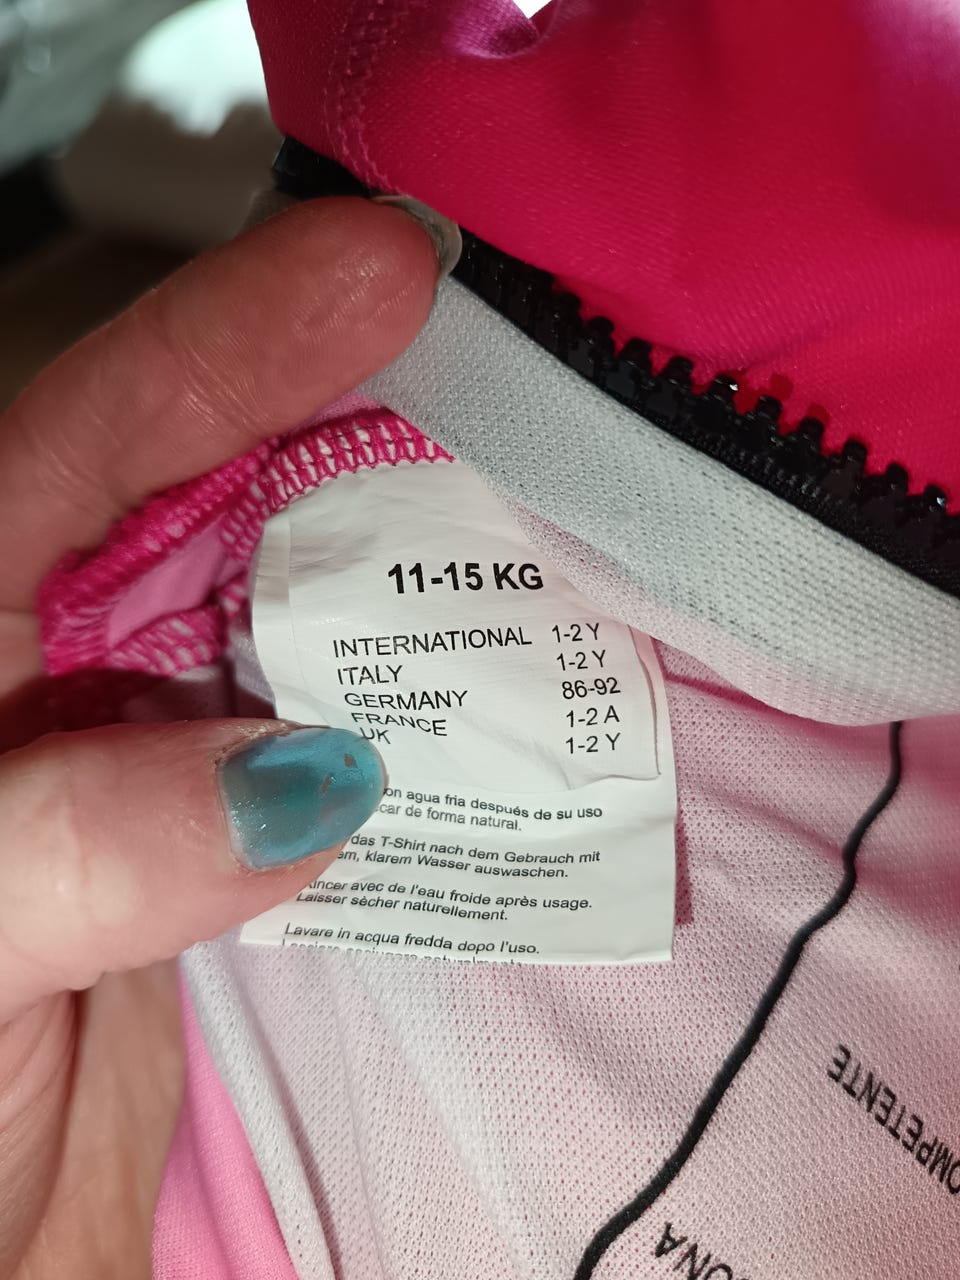 11-15 KG
INTERNATIONAL 1-2 Y
ITALY 1-2 Y
GERMANY 86-92
FRANCE 1-2 A
UK 1-2 Y
agua fria después de su uso
de forma natural.
das T-Shirt nach dem Gebrauch mit
klarem Wasser auswaschen.
avec de l'eau froide après usage.
Laisser sècher naturellement.
Lavare in acqua fredda dopo l'uso.